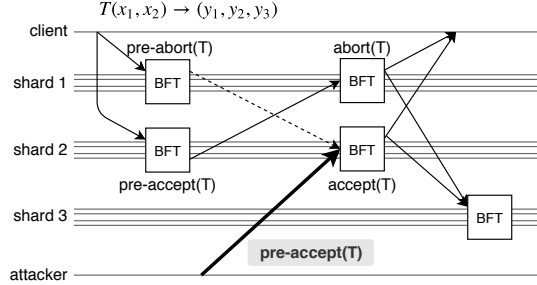 T(x₁, x₂) → (y₁, y₂, y₃)
client
pre-abort(T)
abort(T)
shard 1
BFT
BFT
shard 2
BFT
BFT
pre-accept(T)
accept(T)
shard 3
BFT
pre-accept(T)
attacker